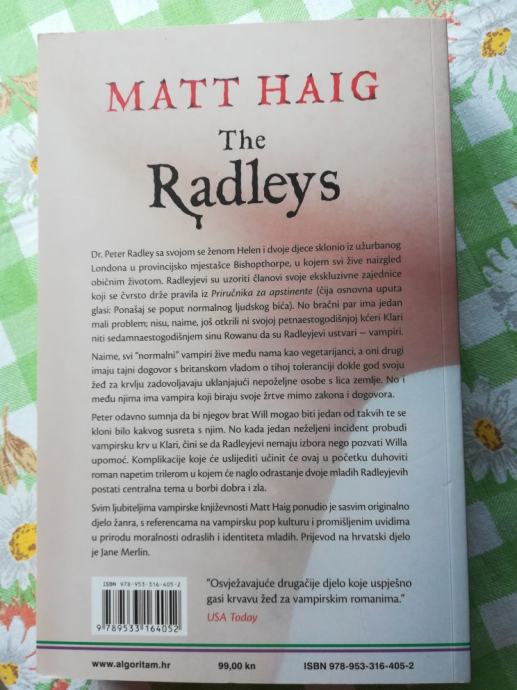 MATT HAIG
The
Radleys
Dr. Peter Radley sa svojom se ženom Helen i dvoje djece sklonio iz užurbanog
Londona u provincijsko mjestašce Bishopthorpe, u kojem svi žive naizgled
običnim životom. Radleyjevi su uzoriti članovi svoje ekskluzivne zajednice
koji se čvrsto drže pravila iz Priručnika za apstinente (čija osnovna uputa
glasi: Ponašaj se poput normalnog ljudskog bića). No bračni par ima jedan
mali problem; nisu, naime, još otkrili ni svojoj petnaestogodišnjoj kćeri Klari
niti sedamnaestogodišnjem sinu Rowanu da su Radleyjevi ustvari – vampiri.
Naime, svi “normalni” vampiri žive među nama kao vegetarijanci, a oni drugi
imaju tajni dogovor s britanskom vladom o tihoj toleranciji dokle god svoju
žeđ za krvlju zadovoljavaju uklanjajući nepoželjne osobe s lica zemlje. No i
među njima ima vampira koji biraju svoje žrtve mimo zakona i dogovora.
Peter odavno sumnja da bi njegov brat Will mogao biti jedan od takvih te se
kloni bilo kakvog susreta s njim. No kada jedan neželjeni incident probudi
vampirsku krv u Klari, čini se da Radleyjevi nemaju izbora nego pozvati Willa
upomoć. Komplikacije koje će uslijediti učinit će ovaj u početku duhoviti
roman napetim trilerom u kojem će naglo odrastanje dvoje mladih Radleyjevih
postati centralna tema u borbi dobra i zla.
Svim ljubiteljima vampirske književnosti Matt Haig ponudio je sasvim originalno
djelo žanra, s referencama na vampirsku pop kulturu i promišljenim uvidima
u prirodu moralnosti odraslih i identiteta mladih. Prijevod na hrvatski djelo
je Jane Merlin.
ISBN 978-953-316-405-2
9 789533 164052
“Osvježavajuće drugačije djelo koje uspješno
gasi krvavu žeđ za vampirskim romanima.”
USA Today
www.algoritam.hr
99,00 kn
ISBN 978-953-316-405-2